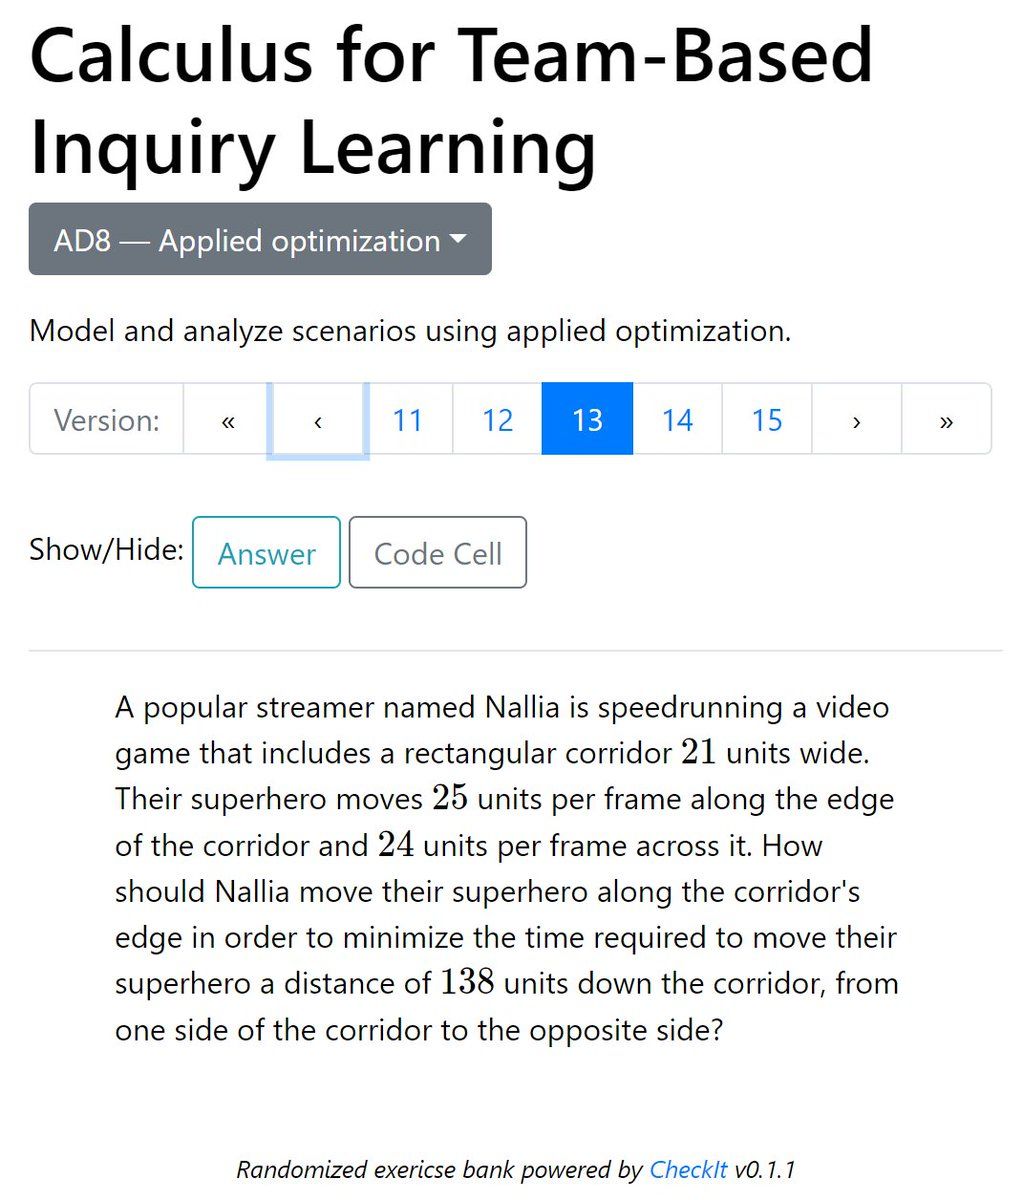 Calculus for Team-Based
Inquiry Learning
AD8 — Applied optimization
Model and analyze scenarios using applied optimization.
Version: « ‹ 11 12 13 14 15 › »
Show/Hide: Answer Code Cell
A popular streamer named Nallia is speedrunning a video
game that includes a rectangular corridor 21 units wide.
Their superhero moves 25 units per frame along the edge
of the corridor and 24 units per frame across it. How
should Nallia move their superhero along the corridor's
edge in order to minimize the time required to move their
superhero a distance of 138 units down the corridor, from
one side of the corridor to the opposite side?
Randomized exericse bank powered by CheckIt v0.1.1